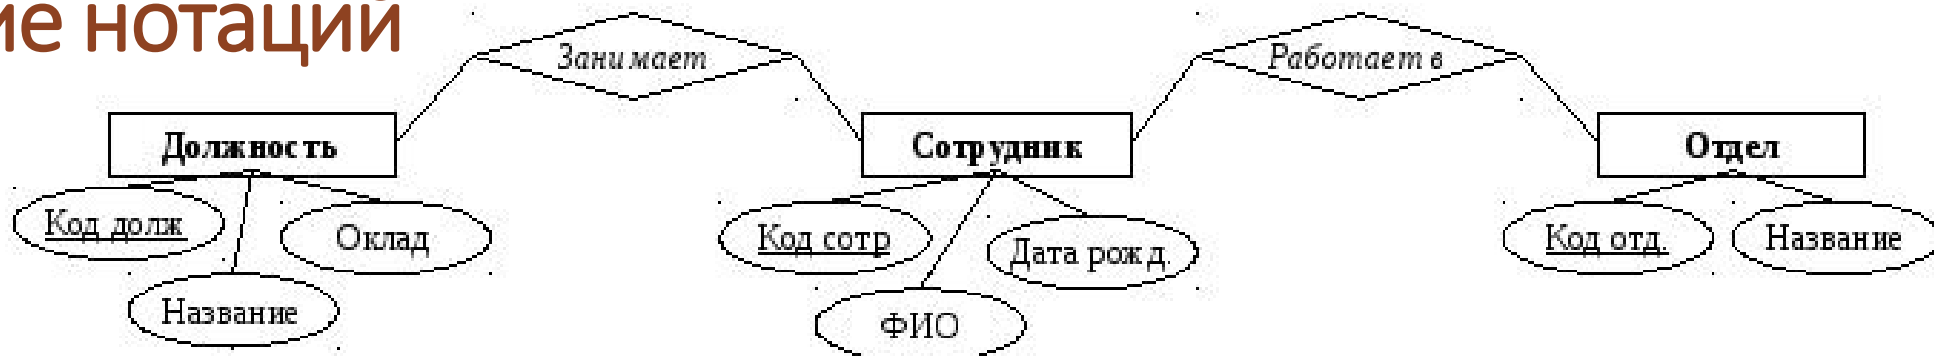 ие нотаций
Занимает
Работает в
Должность
Сотрудник
Отдел
Код долж
Оклад
Название
Код сотр
Дата рожд.
ФИО
Код отд.
Название